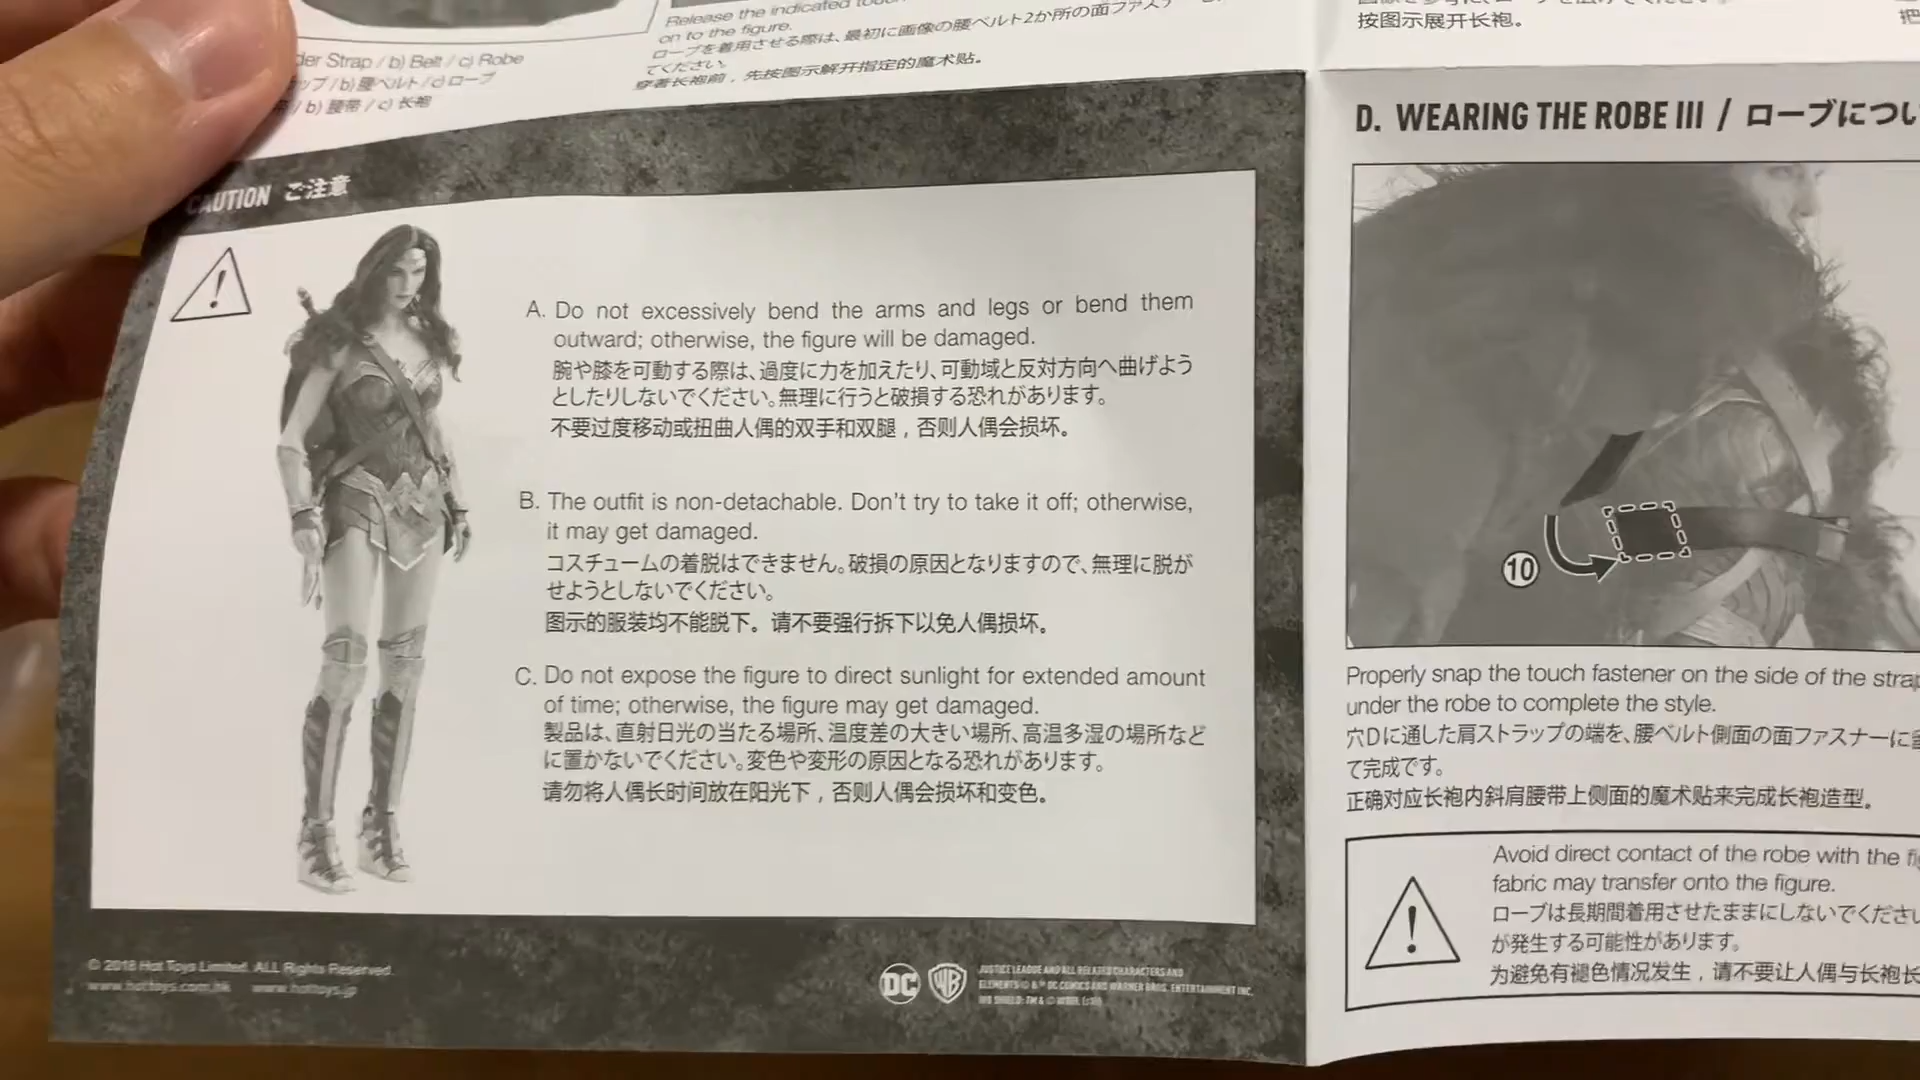 Release the indicated
on to the figure.
ローブを着用させる際は、最初に画像の腰ベルト2か所の面ファス
てください。
穿着长袍前，先按图示解开指定的魔术贴。
der Strap / b) Belt / c) Robe
ップ / b) 腰ベルト / c) ローブ
/ b) 腰带 / c) 长袍
CAUTION ご注意
A. Do not excessively bend the arms and legs or bend them
outward; otherwise, the figure will be damaged.
腕や膝を可動する際は、過度に力を加えたり、可動域と反対方向へ曲げよう
としたりしないでください。無理に行うと破損する恐れがあります。
不要过度移动或扭曲人偶的双手和双腿，否则人偶会损坏。
B. The outfit is non-detachable. Don't try to take it off; otherwise,
it may get damaged.
コスチュームの着脱はできません。破損の原因となりますので、無理に脱が
せようとしないでください。
图示的服装均不能脱下。请不要强行拆下以免人偶损坏。
C. Do not expose the figure to direct sunlight for extended amount
of time; otherwise, the figure may get damaged.
製品は、直射日光の当たる場所、温度差の大きい場所、高温多湿の場所など
に置かないでください。変色や変形の原因となる恐れがあります。
请勿将人偶长时间放在阳光下，否则人偶会损坏和变色。
© 2018 Hot Toys Limited. ALL Rights Reserved.
www.hottoys.com.hk www.hottoys.jp
DC
WB
JUSTICE LEAGUE AND ALL RELATED CHARACTERS AND
ELEMENTS © & ™ DC COMICS AND WARNER BROS. ENTERTAINMENT INC.
WB SHIELD: TM & © WBEI.
按图示展开长袍。
把
D. WEARING THE ROBE III / ローブにつ
10
Properly snap the touch fastener on the side of the strap
under the robe to complete the style.
穴Dに通した肩ストラップの端を、腰ベルト側面の面ファスナーに
て完成です。
正确对应长袍内斜肩腰带上侧面的魔术贴来完成长袍造型。
Avoid direct contact of the robe with the
fabric may transfer onto the figure.
ローブは長期間着用させたままにしないでくださ
が発生する可能性があります。
为避免有褪色情况发生，请不要让人偶与长袍长